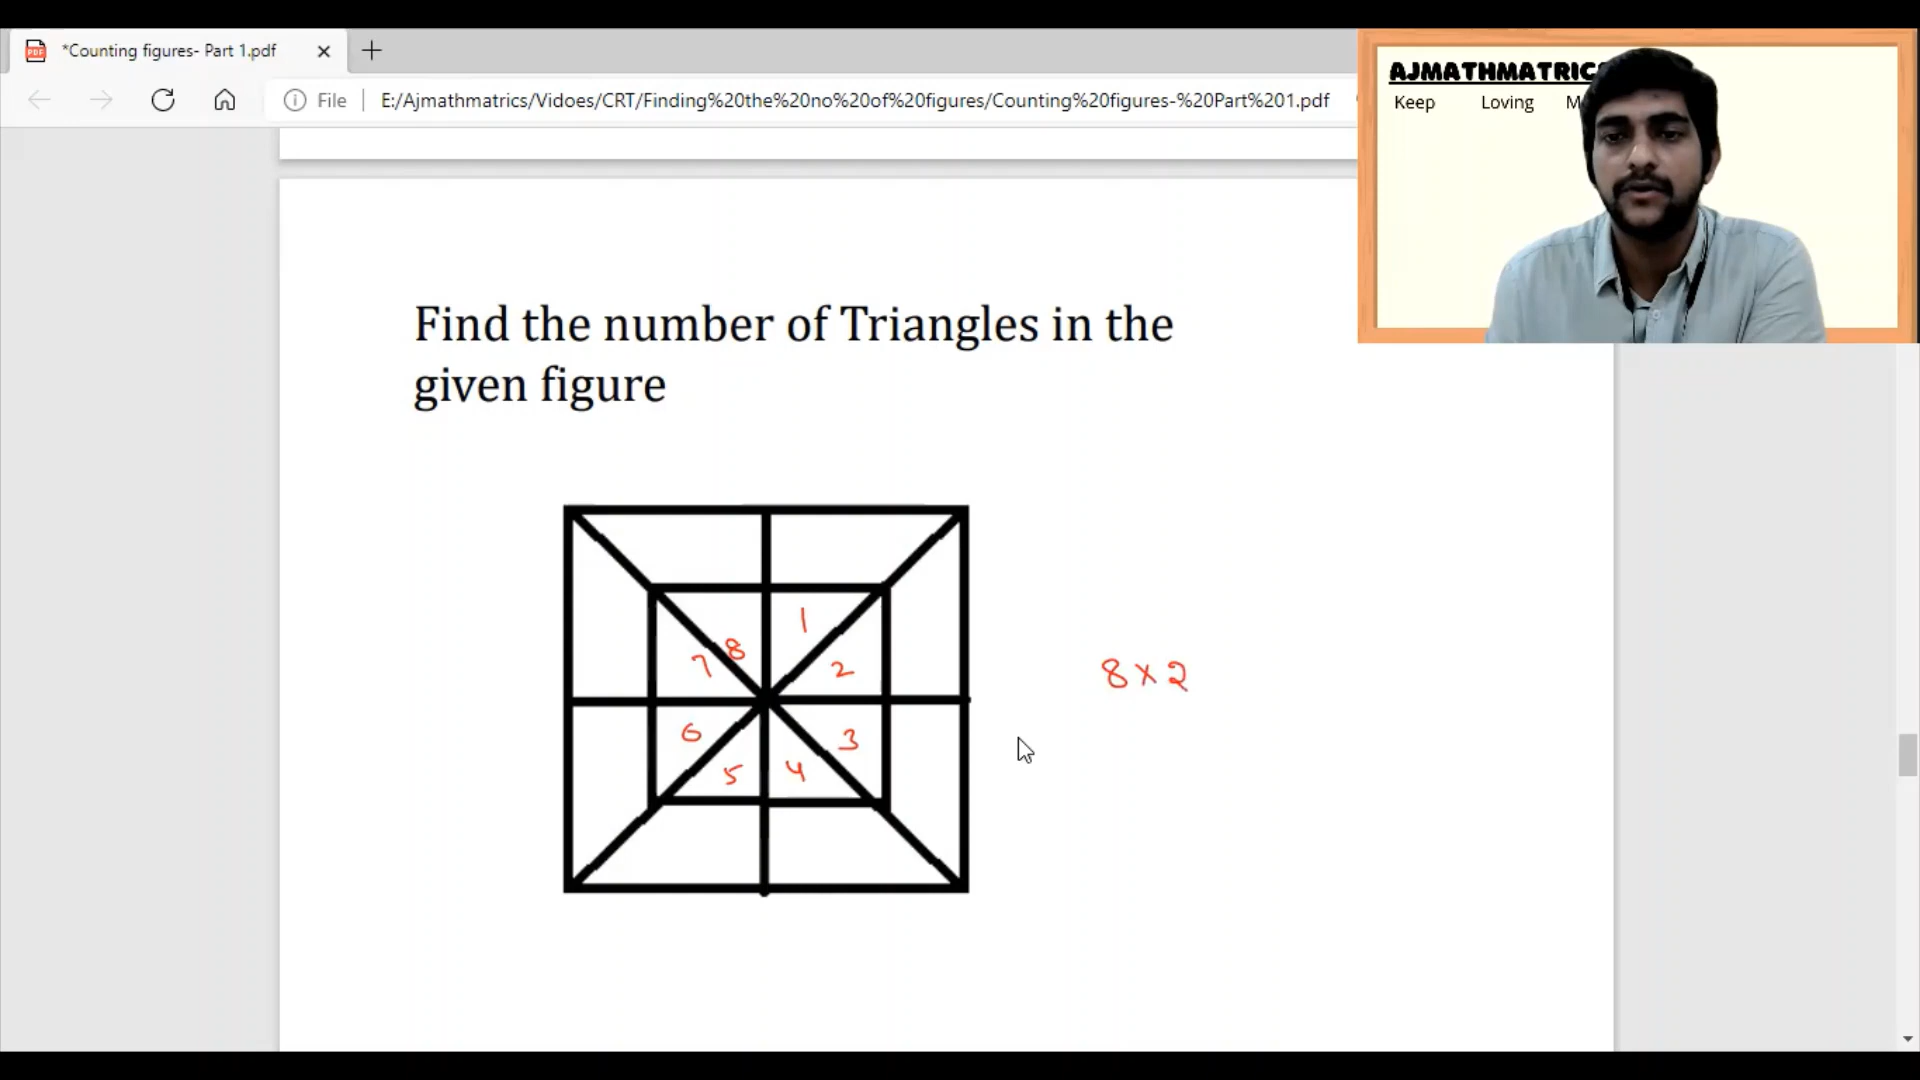 *Counting figures- Part 1.pdf
File
E:/Ajmathmatrics/Vidoes/CRT/Finding%20the%20no%20of%20figures/Counting%20figures-%20Part%201.pdf
AJMATHMATRIC
Keep Loving M
Find the number of Triangles in the
given figure
1
8
7
2
6
3
5
4
8 x 2